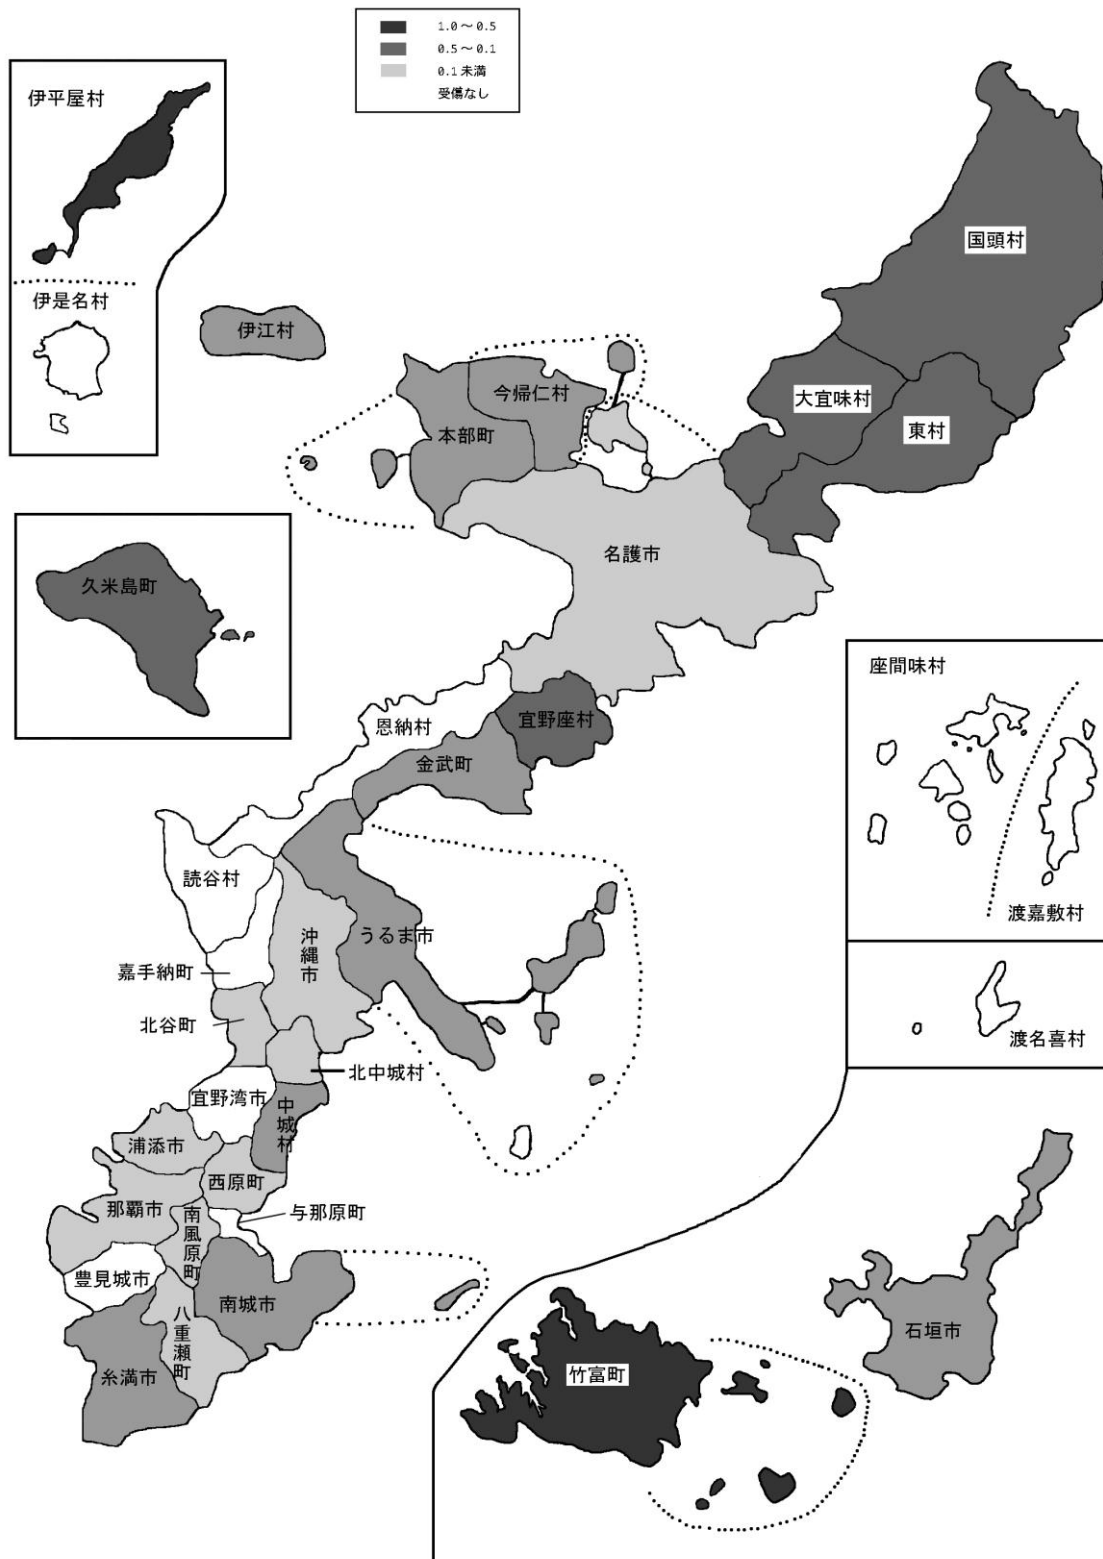 1.0～0.5
0.5～0.1
0.1未満
受傷なし
伊平屋村
伊是名村
伊江村
国頭村
大宜味村
東村
今帰仁村
本部町
名護市
久米島町
宜野座村
恩納村
金武町
座間味村
渡嘉敷村
渡名喜村
読谷村
うるま市
沖縄市
嘉手納町
北谷町
北中城村
宜野湾市
中城村
浦添市
西原町
那覇市
南風原町
与那原町
豊見城市
南城市
八重瀬町
糸満市
石垣市
竹富町